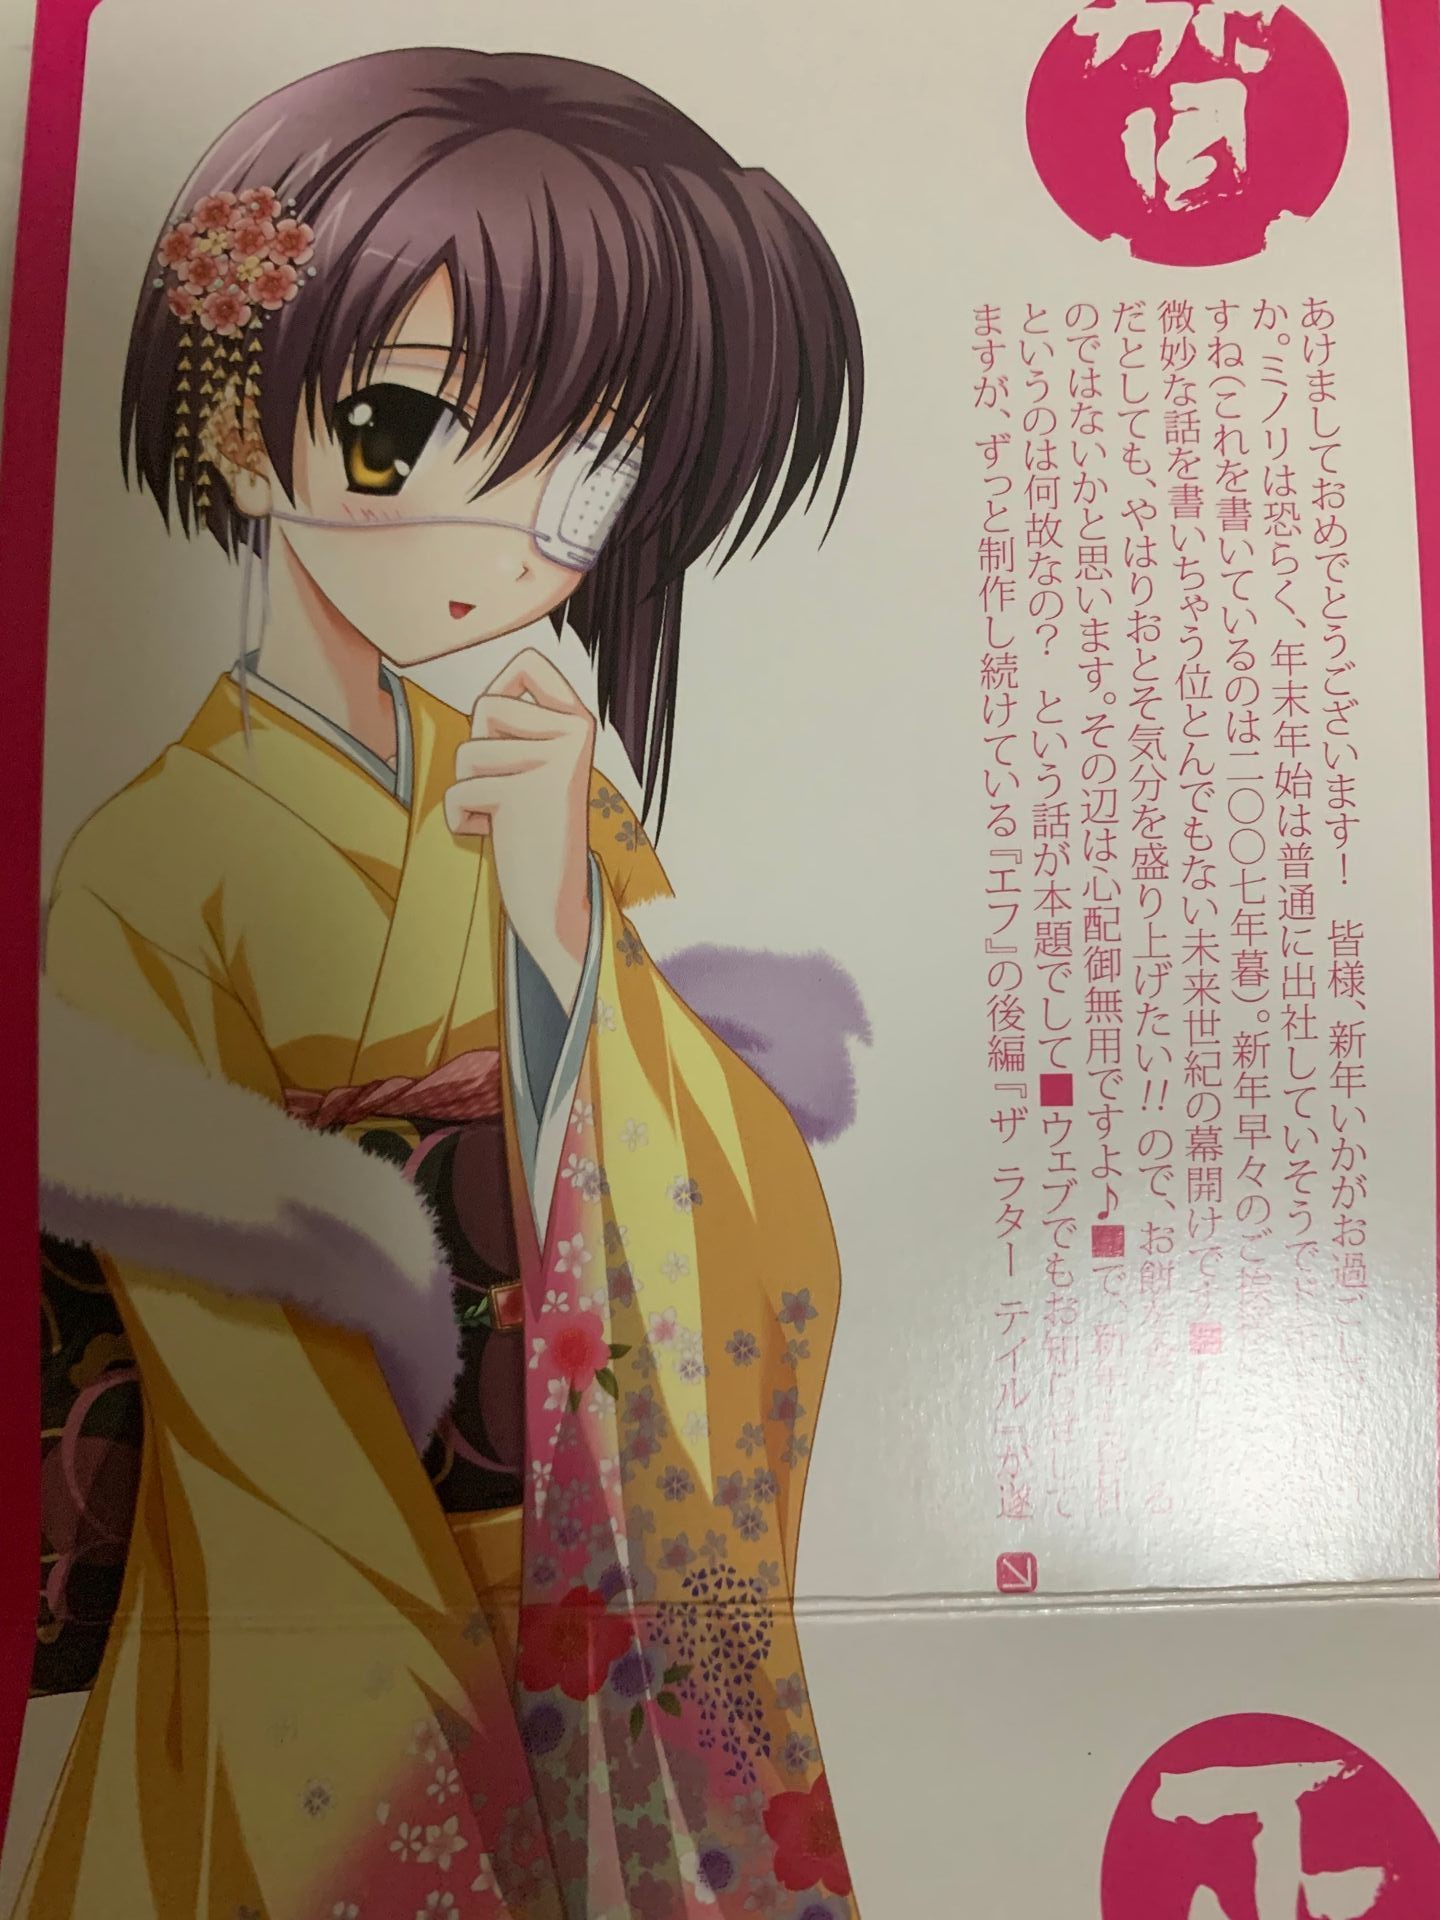 あけましておめでとうございます！　皆様、新年いかがお過ごし
か。ミノリは恐らく、年末年始は普通に出社していそうで
すね（これを書いているのは二〇〇七年暮）。新年早々のご
微妙な話を書いちゃう位とんでもない未来世紀の幕開けです■
だとしても、やはりおとそ気分を盛り上げたい!! ので、お餅
のではないかと思います。その辺は心配御無用ですよ♪■で、新年
というのは何故なの？　という話が本題でして■ウェブでもお知らせして
ますが、ずっと制作し続けている『エフ』の後編『ザ ラター ティル』が遂
正